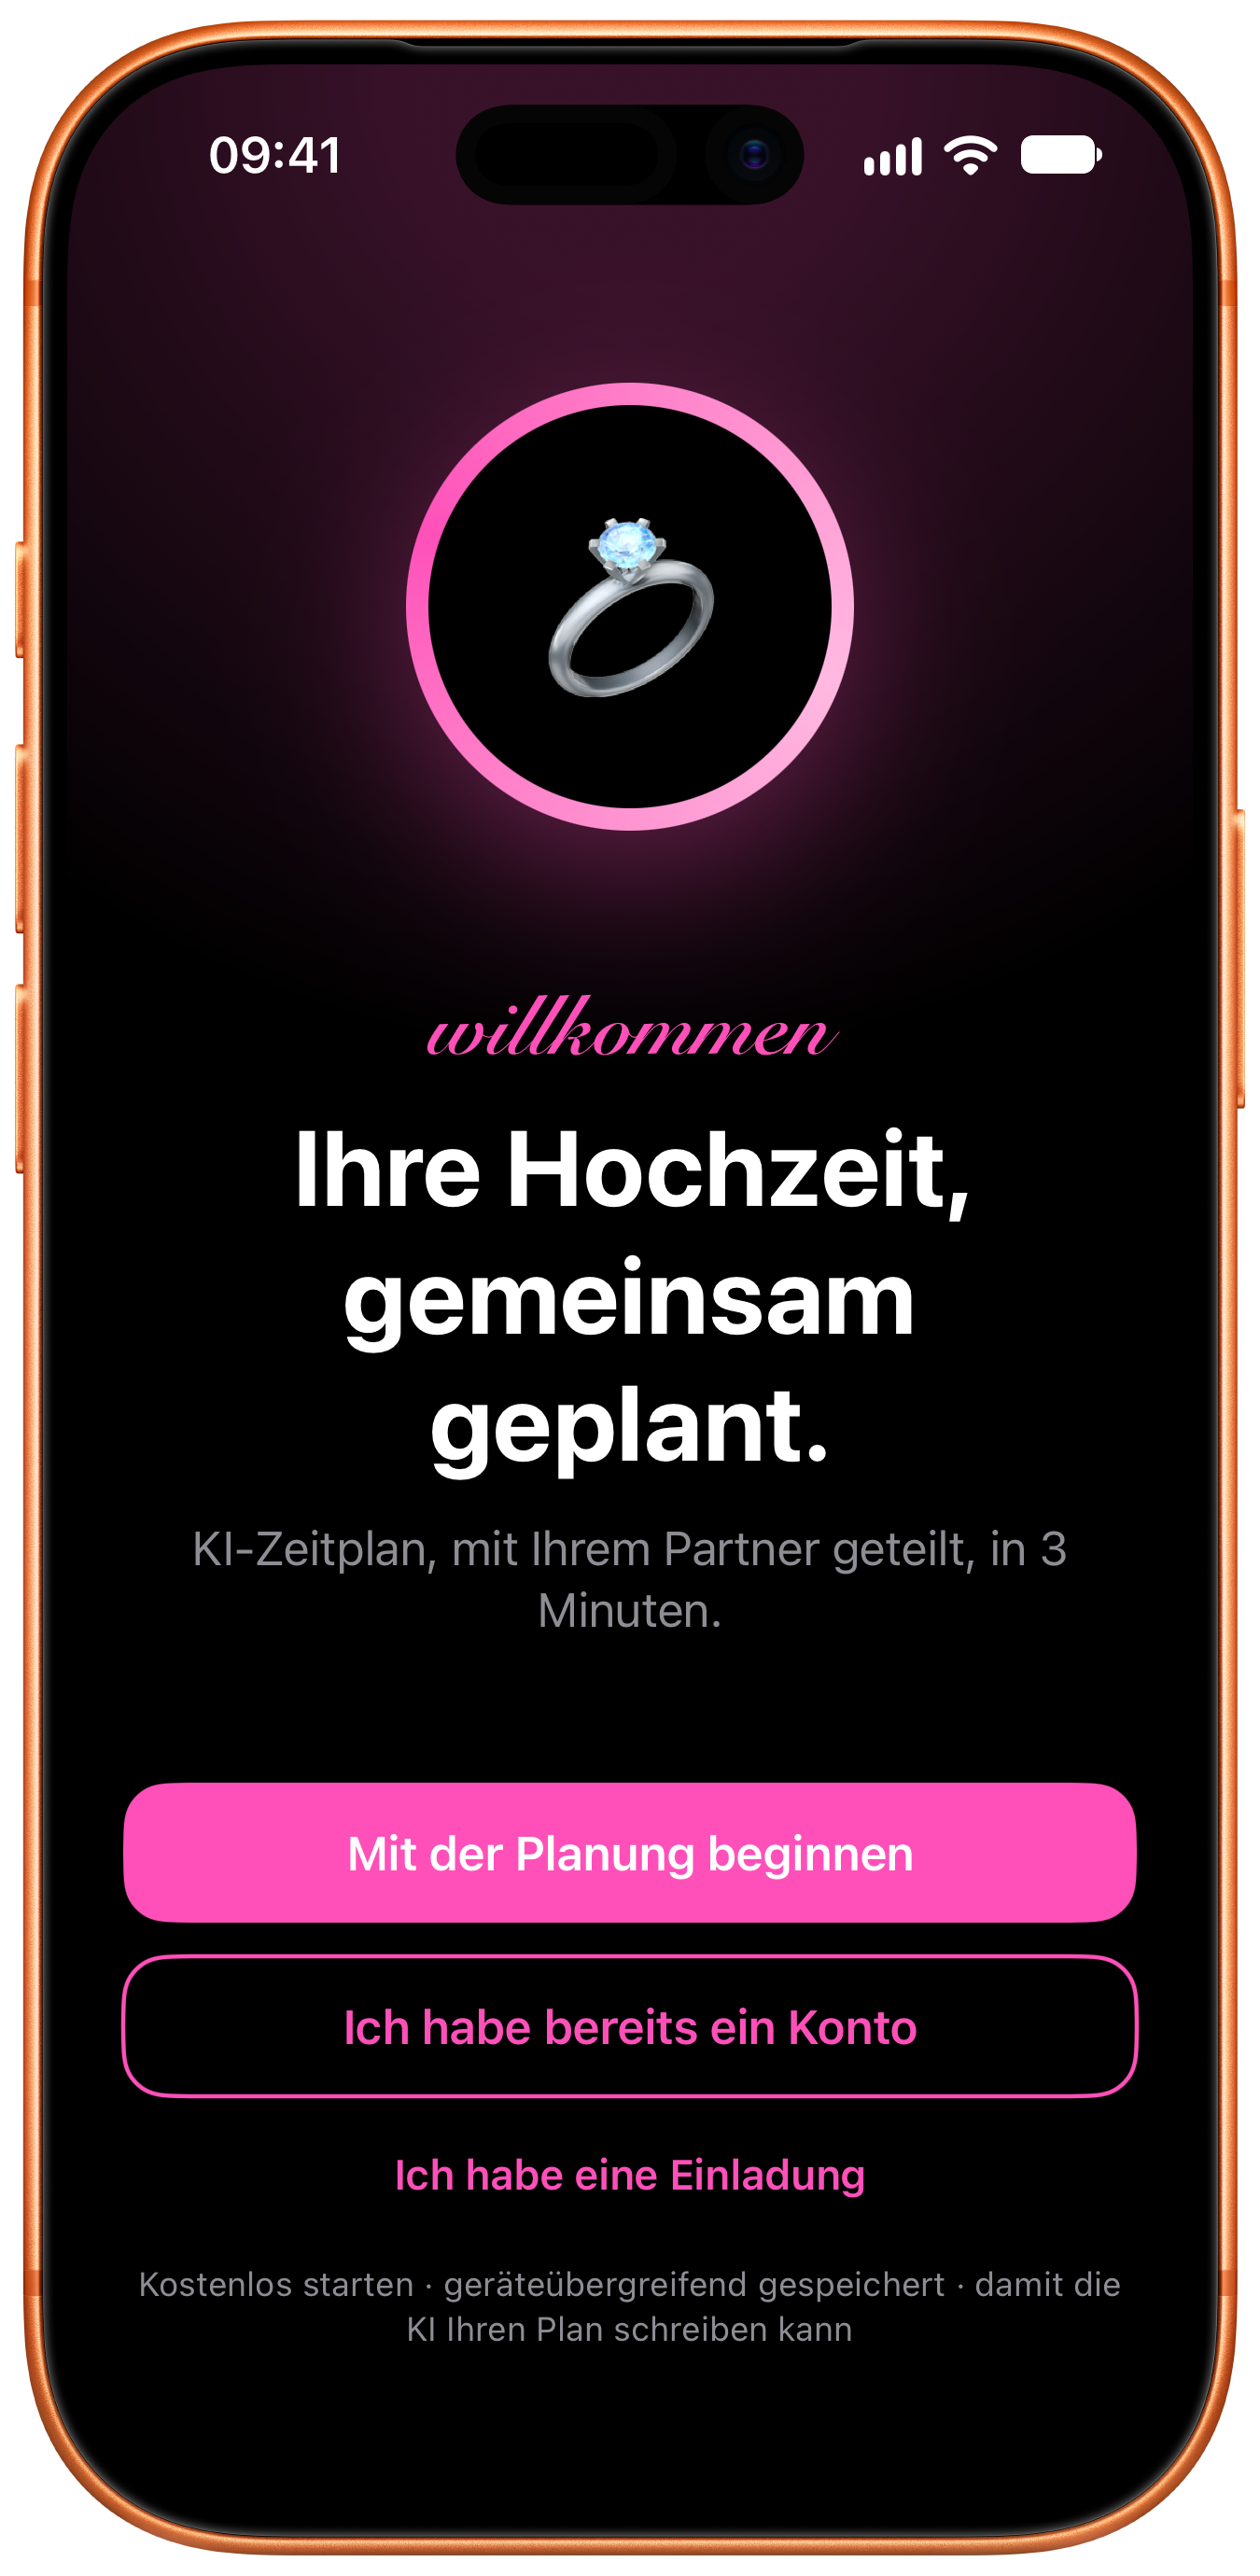 09:41
willkommen
Ihre Hochzeit,
gemeinsam
geplant.
KI-Zeitplan, mit Ihrem Partner geteilt, in 3
Minuten.
Mit der Planung beginnen
Ich habe bereits ein Konto
Ich habe eine Einladung
Kostenlos starten · geräteübergreifend gespeichert · damit die
KI Ihren Plan schreiben kann